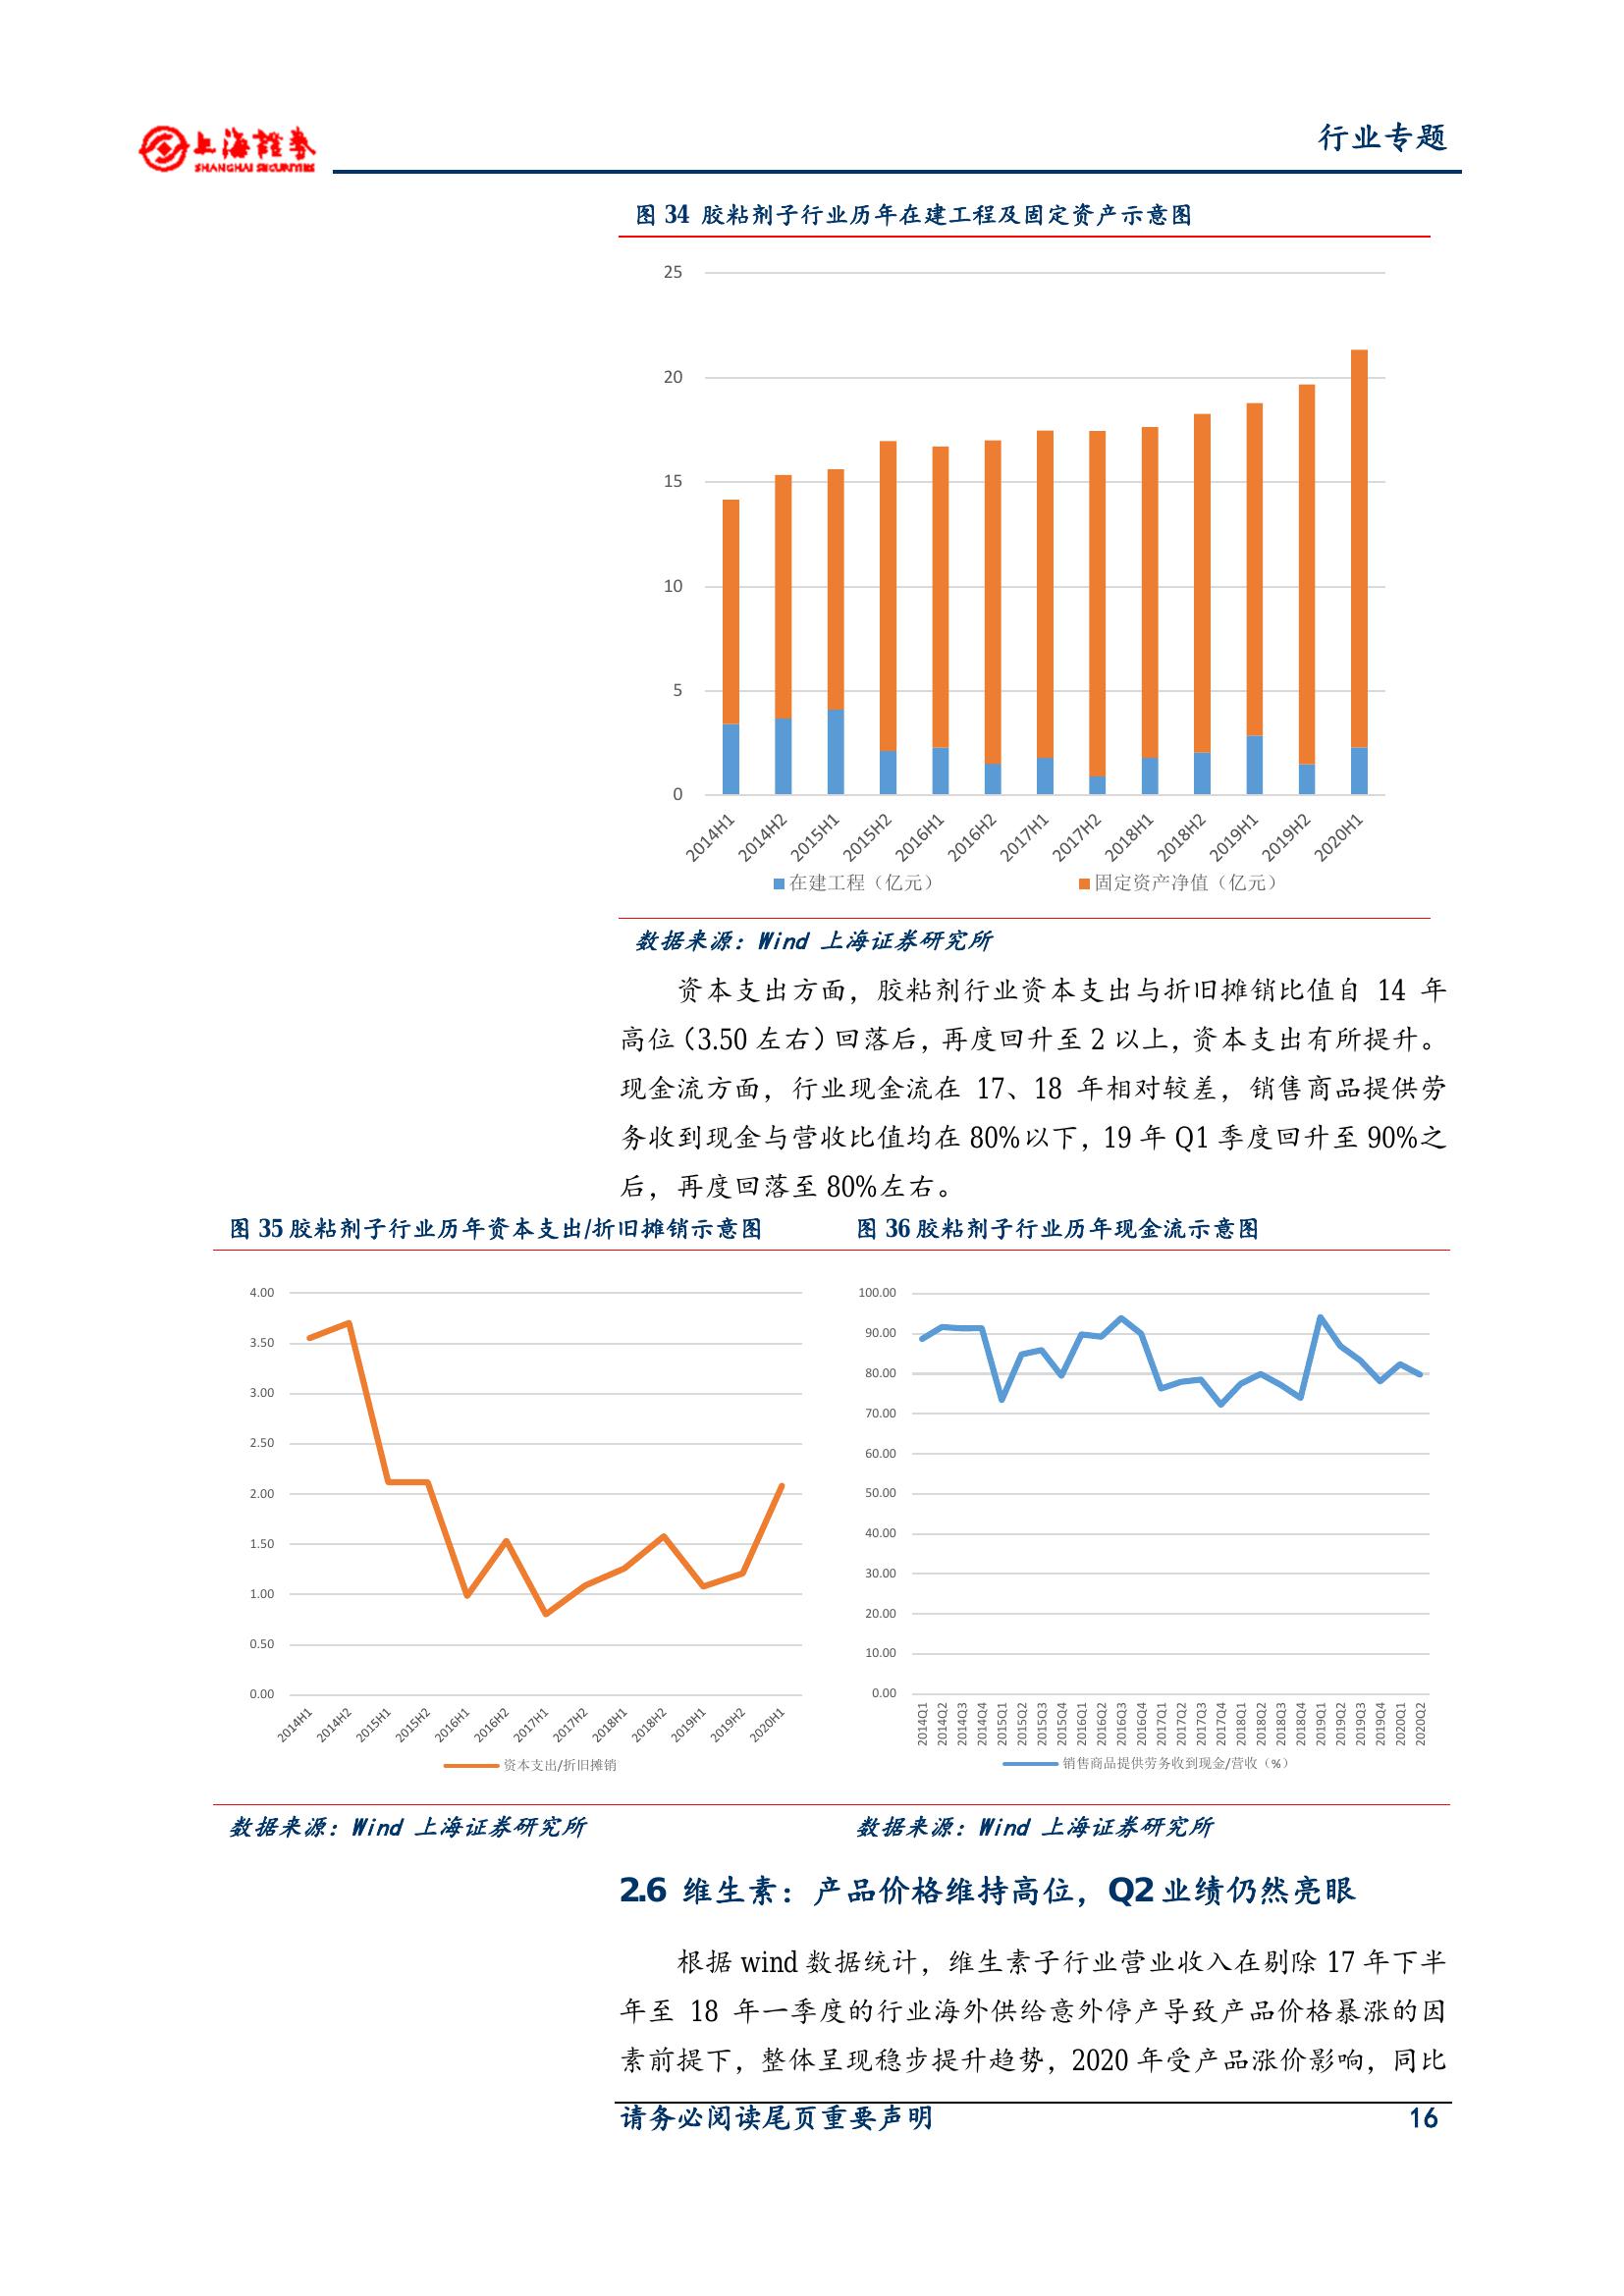 上海證券
SHANGHAI SECURITIES
行业专题
图 34 胶粘剂子行业历年在建工程及固定资产示意图
25
20
15
10
5
0
2014H1 2014H2 2015H1 2015H2 2016H1 2016H2 2017H1 2017H2 2018H1 2018H2 2019H1 2019H2 2020H1
在建工程（亿元） 固定资产净值（亿元）
数据来源：Wind 上海证券研究所
资本支出方面，胶粘剂行业资本支出与折旧摊销比值自 14 年
高位（3.50 左右）回落后，再度回升至 2 以上，资本支出有所提升。
现金流方面，行业现金流在 17、18 年相对较差，销售商品提供劳
务收到现金与营收比值均在 80%以下，19 年 Q1 季度回升至 90%之
后，再度回落至 80%左右。
图 35 胶粘剂子行业历年资本支出/折旧摊销示意图
4.00
3.50
3.00
2.50
2.00
1.50
1.00
0.50
0.00
2014H1 2014H2 2015H1 2015H2 2016H1 2016H2 2017H1 2017H2 2018H1 2018H2 2019H1 2019H2 2020H1
资本支出/折旧摊销
数据来源：Wind 上海证券研究所
图 36 胶粘剂子行业历年现金流示意图
100.00
90.00
80.00
70.00
60.00
50.00
40.00
30.00
20.00
10.00
0.00
2014Q1 2014Q2 2014Q3 2014Q4 2015Q1 2015Q2 2015Q3 2015Q4 2016Q1 2016Q2 2016Q3 2016Q4 2017Q1 2017Q2 2017Q3 2017Q4 2018Q1 2018Q2 2018Q3 2018Q4 2019Q1 2019Q2 2019Q3 2019Q4 2020Q1 2020Q2
销售商品提供劳务收到现金/营收（%）
数据来源：Wind 上海证券研究所
2.6 维生素：产品价格维持高位，Q2 业绩仍然亮眼
根据 wind 数据统计，维生素子行业营业收入在剔除 17 年下半
年至 18 年一季度的行业海外供给意外停产导致产品价格暴涨的因
素前提下，整体呈现稳步提升趋势，2020 年受产品涨价影响，同比
请务必阅读尾页重要声明
16